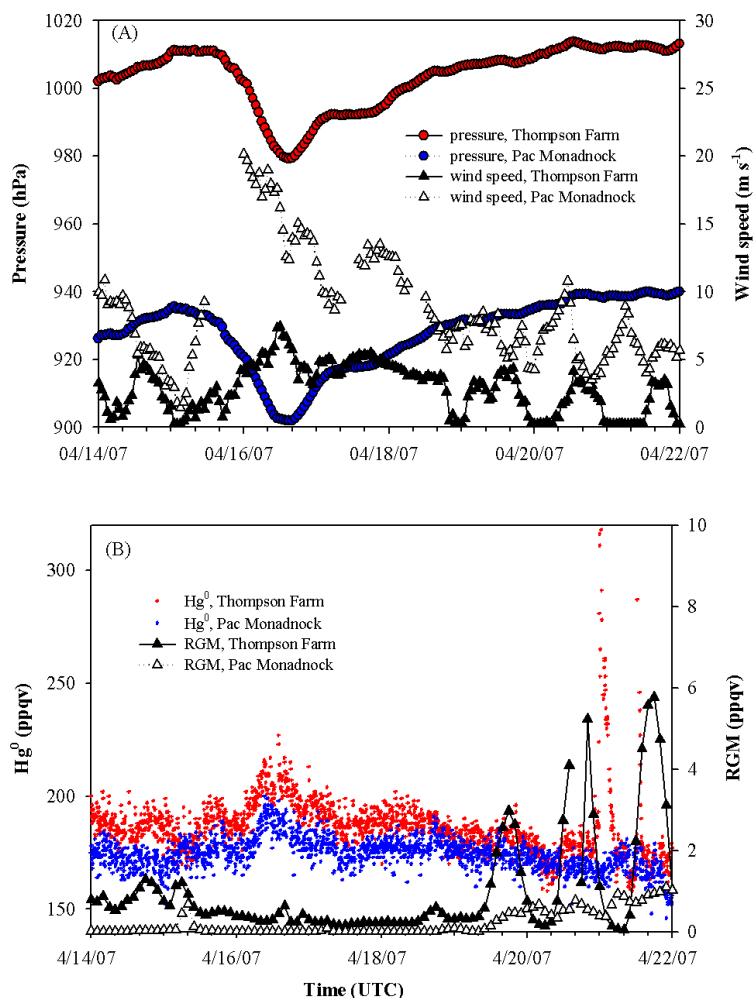 (A)
1020
1000
980
960
940
920
900
Pressure (hPa)
30
25
20
15
10
5
0
Wind speed (m s⁻¹)
pressure, Thompson Farm
pressure, Pac Monadnock
wind speed, Thompson Farm
wind speed, Pac Monadnock
04/14/07 04/16/07 04/18/07 04/20/07 04/22/07
(B)
300
250
200
150
Hg⁰ (ppqv)
10
8
6
4
2
0
RGM (ppqv)
Hg⁰, Thompson Farm
Hg⁰, Pac Monadnock
RGM, Thompson Farm
RGM, Pac Monadnock
4/14/07 4/16/07 4/18/07 4/20/07 4/22/07
Time (UTC)